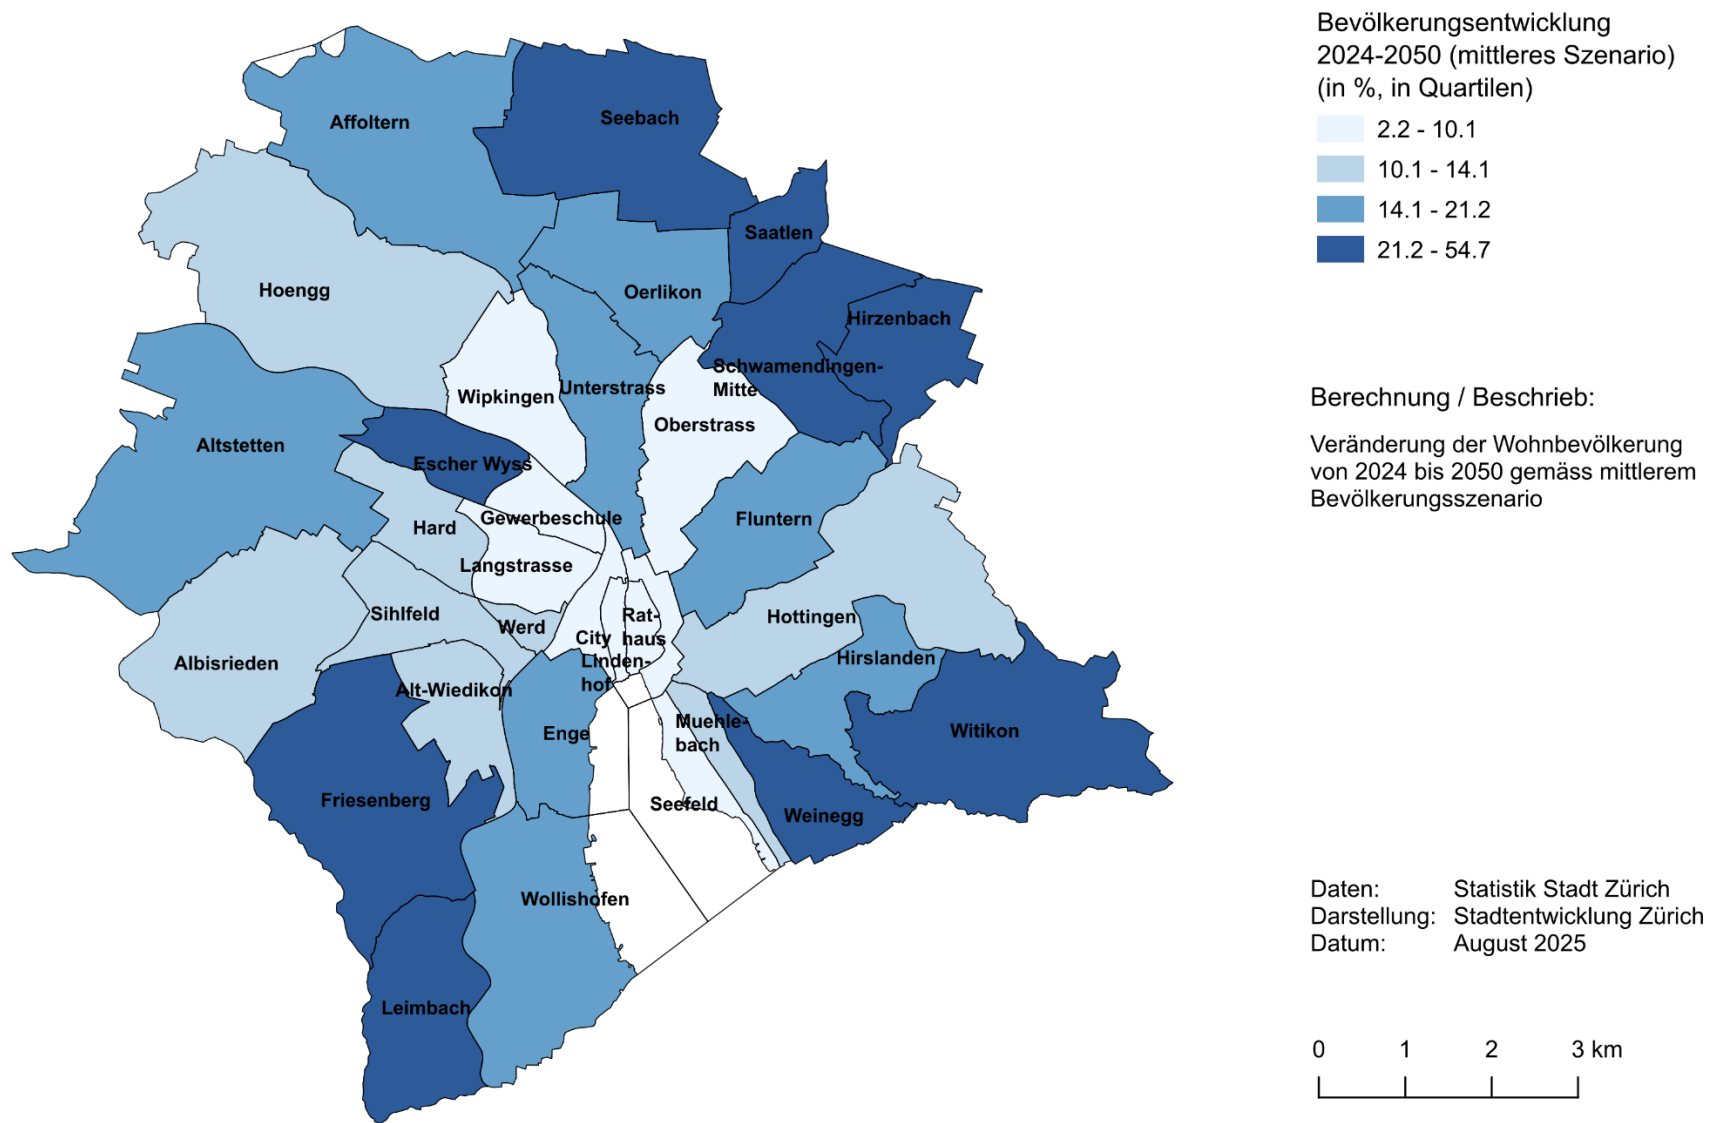 Bevölkerungsentwicklung
2024-2050 (mittleres Szenario)
(in %, in Quartilen)
2.2 - 10.1
10.1 - 14.1
14.1 - 21.2
21.2 - 54.7
Affoltern
Seebach
Saatlen
Hoengg
Oerlikon
Hirzenbach
Schwamendingen-
Mitte
Wipkingen
Unterstrass
Oberstrass
Altstetten
Escher Wyss
Gewerbeschule
Hard
Fluntern
Langstrasse
Sihlfeld
Werd
Rat-
haus
City
Linden-
hof
Hottingen
Hirslanden
Albisrieden
Alt-Wiedikon
Enge
Muehle-
bach
Witikon
Friesenberg
Seefeld
Weinegg
Wollishofen
Leimbach
Berechnung / Beschrieb:
Veränderung der Wohnbevölkerung
von 2024 bis 2050 gemäss mittlerem
Bevölkerungsszenario
Daten: Statistik Stadt Zürich
Darstellung: Stadtentwicklung Zürich
Datum: August 2025
0 1 2 3 km